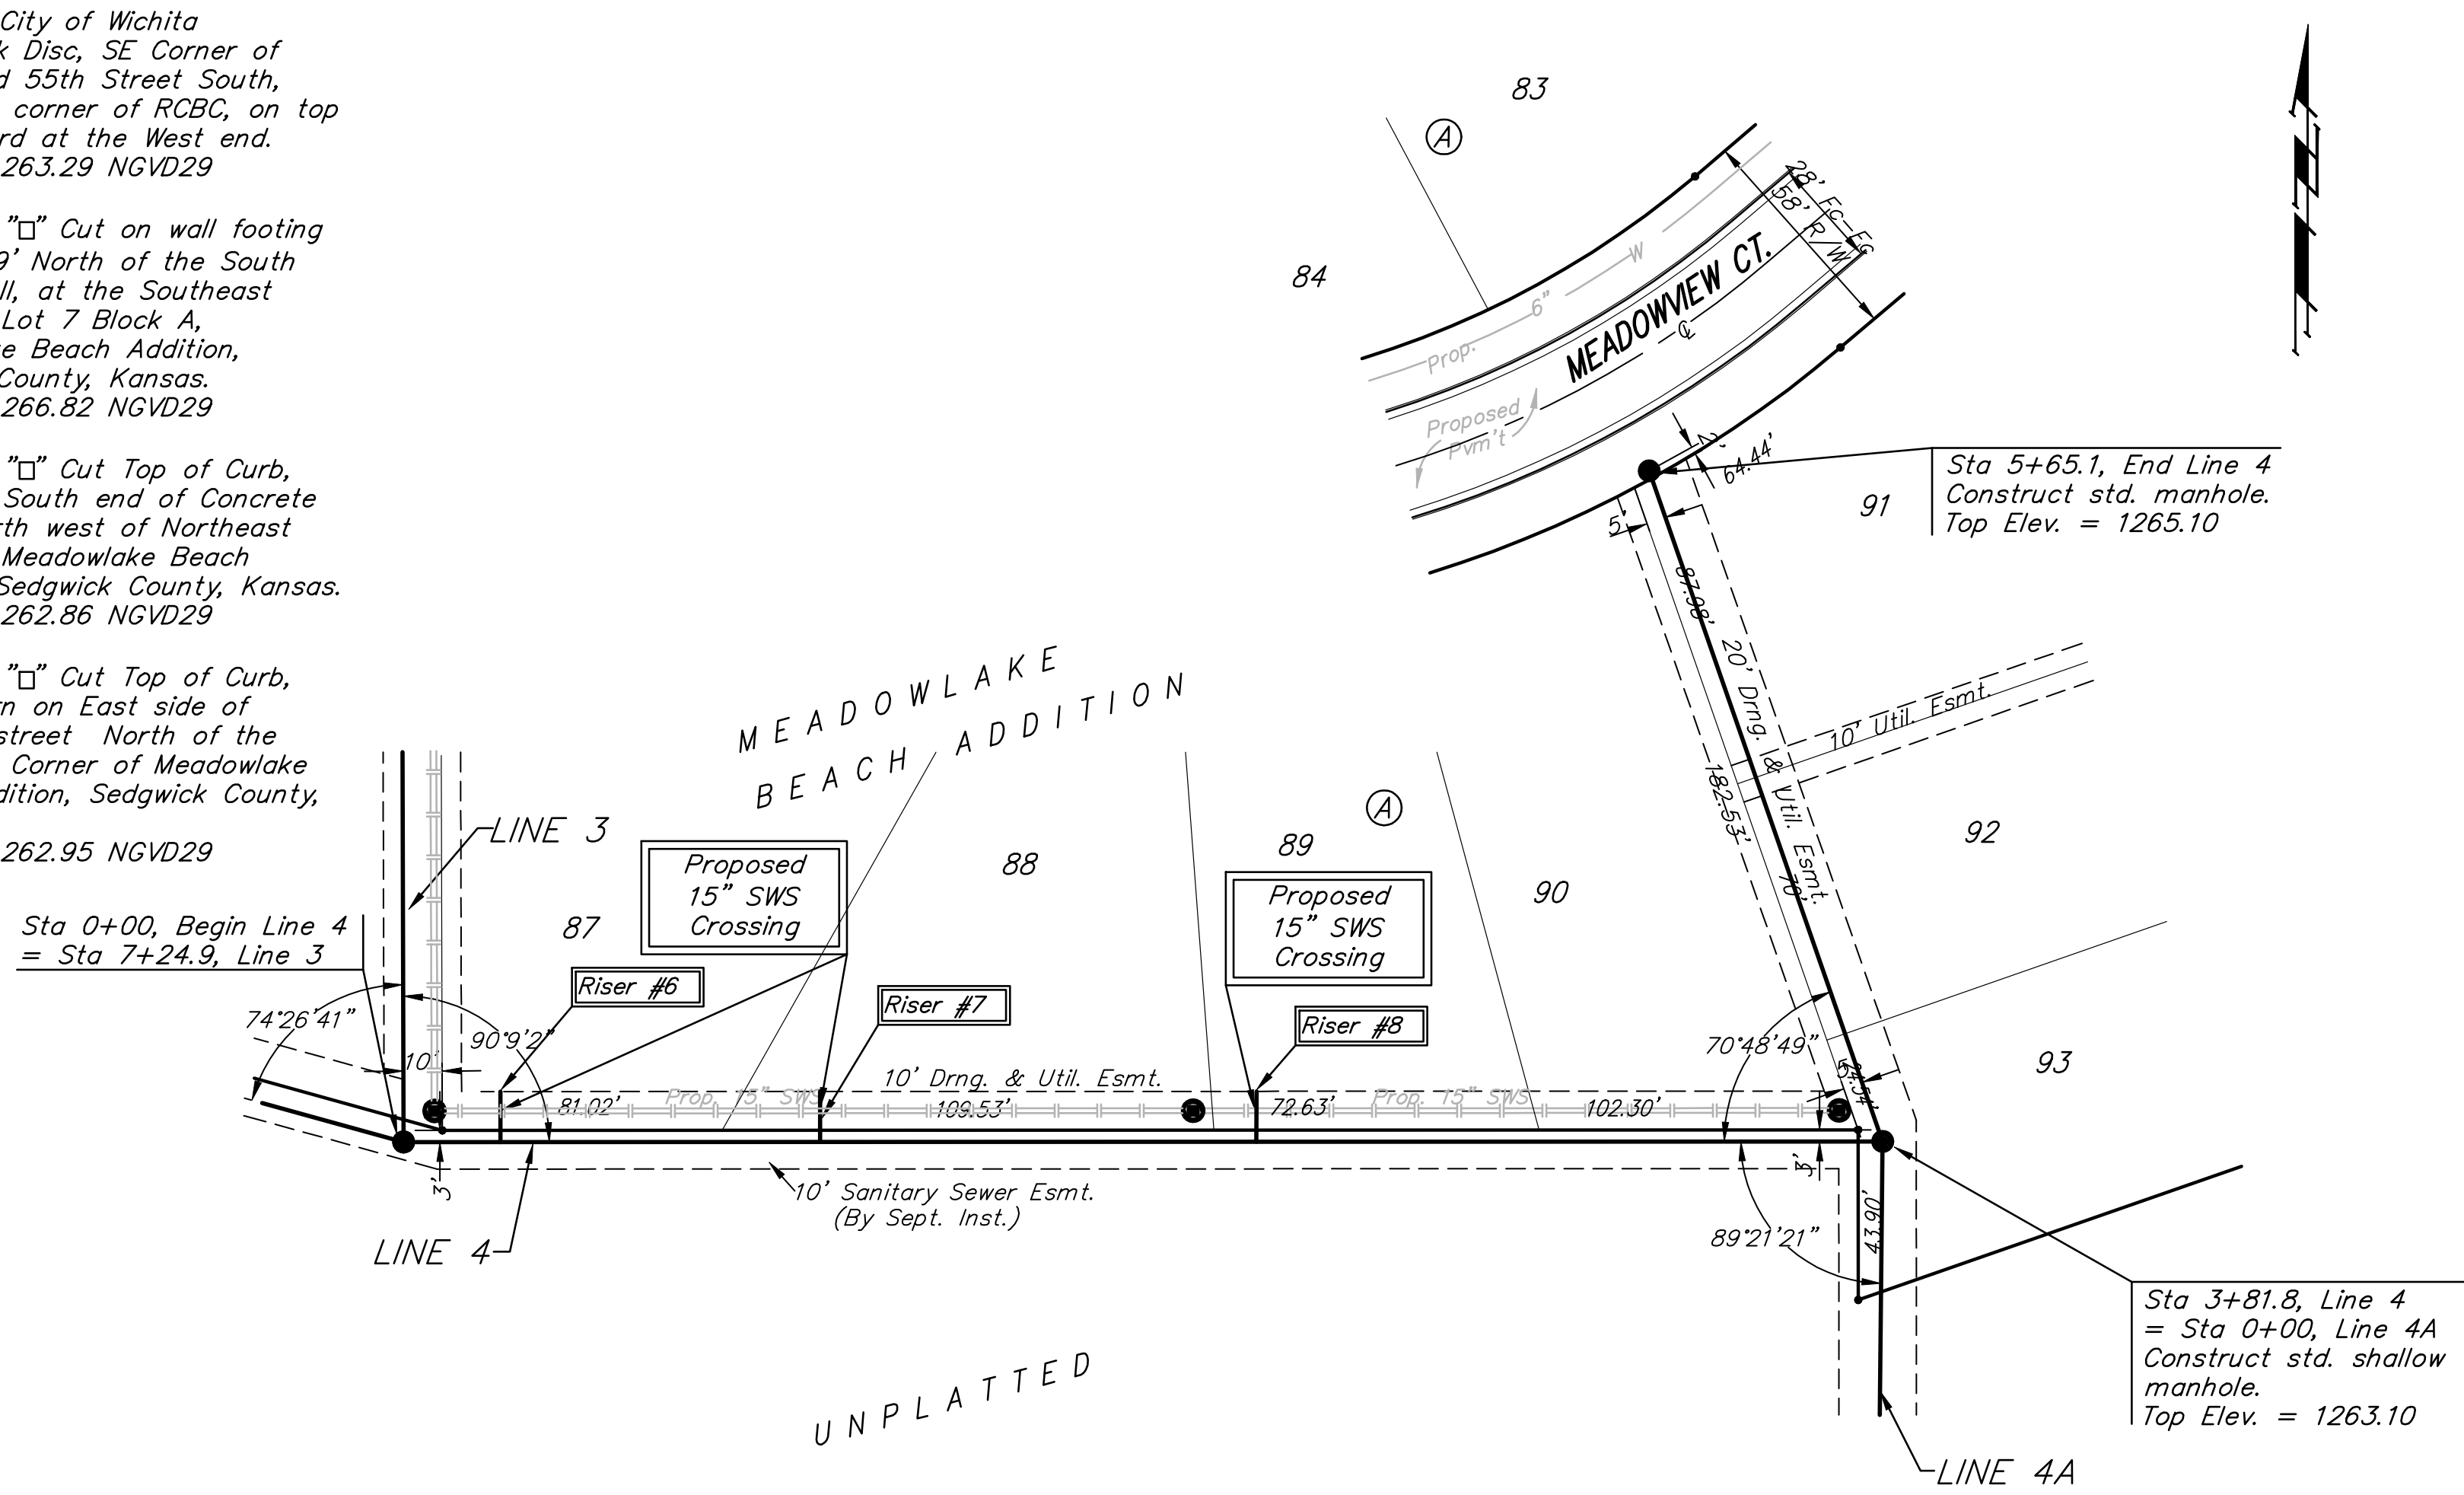 City of Wichita
k Disc, SE Corner of
d 55th Street South,
corner of RCBC, on top
rd at the West end.
263.29 NGVD29
"□" Cut on wall footing
9' North of the South
ll, at the Southeast
Lot 7 Block A,
e Beach Addition,
County, Kansas.
266.82 NGVD29
"□" Cut Top of Curb,
South end of Concrete
rth west of Northeast
Meadowlake Beach
Sedgwick County, Kansas.
262.86 NGVD29
"□" Cut Top of Curb,
rn on East side of
street North of the
Corner of Meadowlake
dition, Sedgwick County,
262.95 NGVD29
83
A
84
28' Fc-Fc
58' R/W
W
6"
Prop.
MEADOWVIEW CT.
℄
Proposed
Pvm't
2'
64.44'
5'
Sta 5+65.1, End Line 4
Construct std. manhole.
Top Elev. = 1265.10
91
87.98'
20' Drng. & Util. Esmt.
10' Util. Esmt.
182.53'
70'
92
93
MEADOWLAKE
BEACH ADDITION
A
LINE 3
Proposed
15" SWS
Crossing
88
89
Proposed
15" SWS
Crossing
90
87
Sta 0+00, Begin Line 4
= Sta 7+24.9, Line 3
Riser #6
Riser #7
Riser #8
74°26'41"
90°9'2"
10'
70°48'49"
5'
24.54'
10' Drng. & Util. Esmt.
Prop. 15" SWS
Prop. 15" SWS
81.02'
109.53'
72.63'
102.30'
3'
3'
10' Sanitary Sewer Esmt.
(By Sept. Inst.)
LINE 4
89°21'21"
43.90'
Sta 3+81.8, Line 4
= Sta 0+00, Line 4A
Construct std. shallow
manhole.
Top Elev. = 1263.10
UNPLATTED
LINE 4A